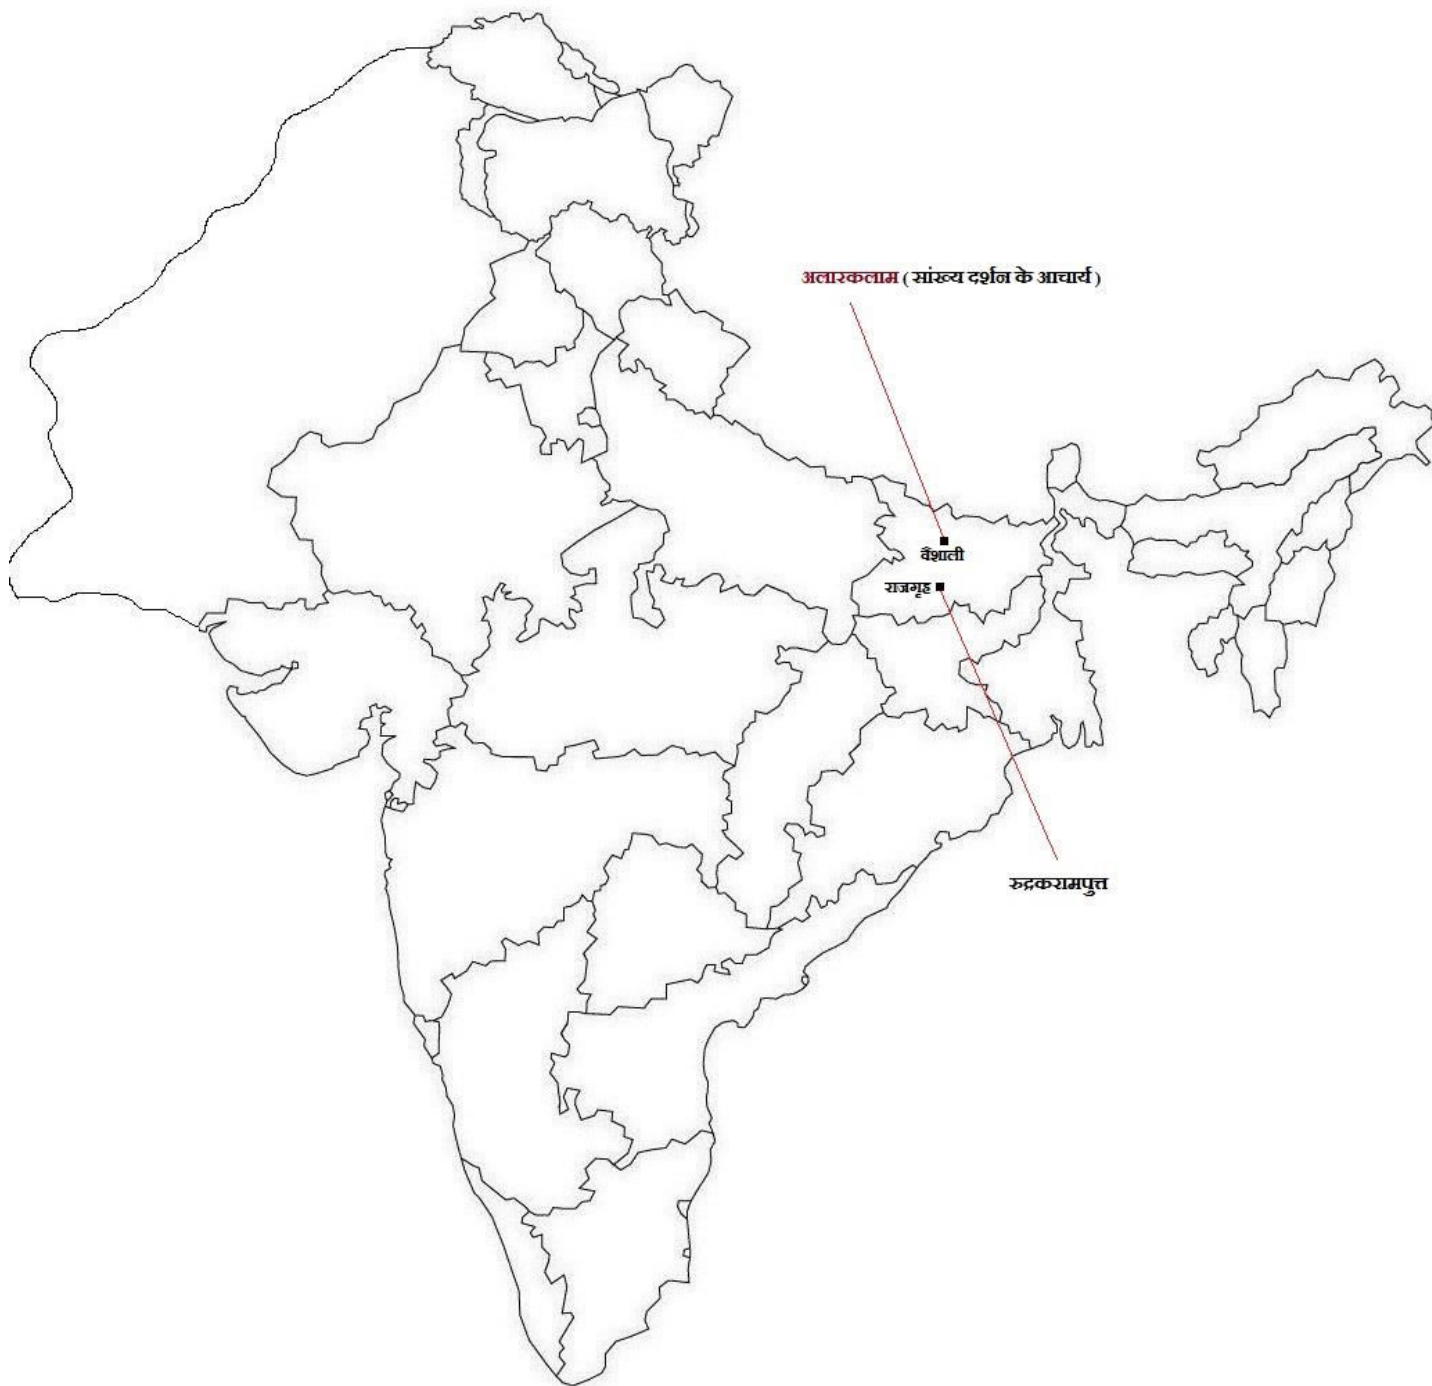 अलारकलाम ( सांख्य दर्शन के आचार्य )
वैशाली
राजगृह
रुद्रकरामपुत्त